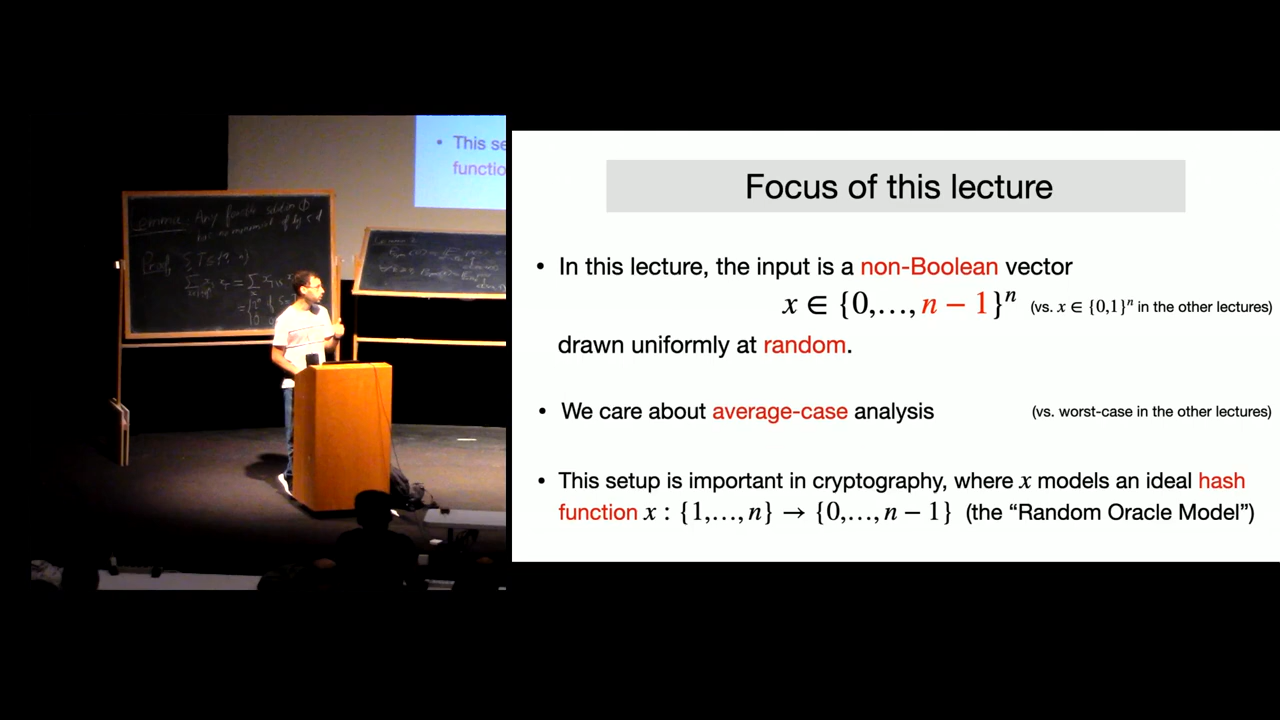 Focus of this lecture
• In this lecture, the input is a non-Boolean vector
x ∈ {0,…, n − 1}ⁿ (vs. x ∈ {0,1}ⁿ in the other lectures)
drawn uniformly at random.
• We care about average-case analysis (vs. worst-case in the other lectures)
• This setup is important in cryptography, where x models an ideal hash
function x : {1,…, n} → {0,…, n − 1} (the “Random Oracle Model”)
• This se
functio
Any
Proof